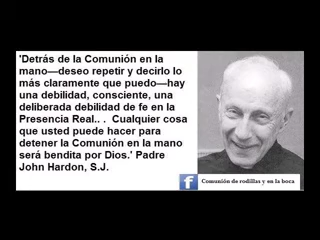 'Detrás de la Comunión en la
mano—deseo repetir y decirlo lo
más claramente que puedo—hay
una debilidad, consciente, una
deliberada debilidad de fe en la
Presencia Real.. .  Cualquier cosa
que usted puede hacer para
detener la Comunión en la mano
será bendita por Dios.' Padre
John Hardon, S.J.
f
Comunión de rodillas y en la boca